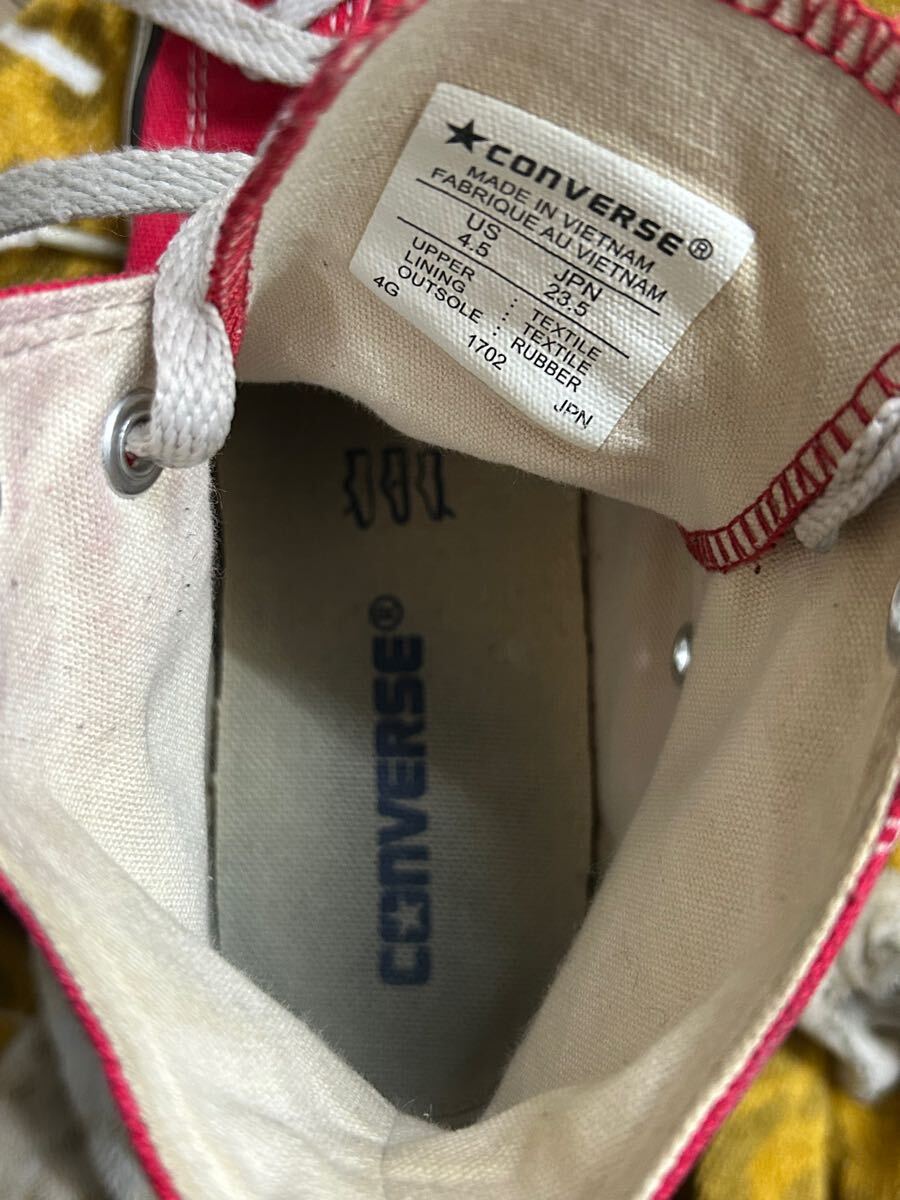 ★CONVERSE®
MADE IN VIETNAM
FABRIQUE AU VIETNAM
US JPN
4.5 23.5
UPPER : TEXTILE
LINING : TEXTILE
OUTSOLE : RUBBER
4G 1702
JPN
CONVERSE®